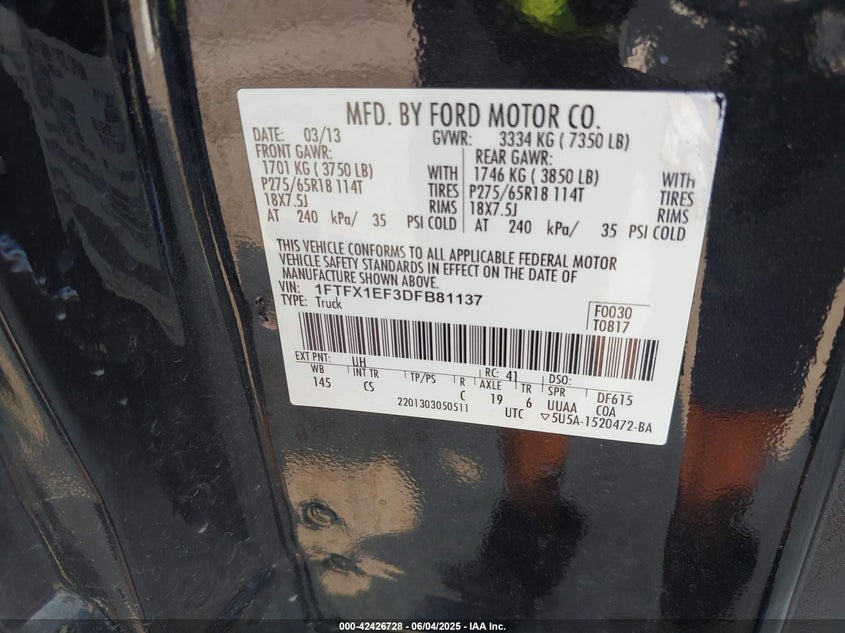 MFD. BY FORD MOTOR CO.
DATE: 03/13 GVWR: 3334 KG ( 7350 LB)
FRONT GAWR: REAR GAWR:
1701 KG ( 3750 LB) WITH 1746 KG ( 3850 LB) WITH
P275/65R18 114T TIRES P275/65R18 114T TIRES
18X7.5J RIMS 18X7.5J RIMS
AT 240 kPa/ 35 PSI COLD AT 240 kPa/ 35 PSI COLD
THIS VEHICLE CONFORMS TO ALL APPLICABLE FEDERAL MOTOR
VEHICLE SAFETY STANDARDS IN EFFECT ON THE DATE OF
MANUFACTURE SHOWN ABOVE.
VIN: 1FTFX1EF3DFB81137
TYPE: Truck
F0030
T0817
EXT PNT: UH RC: 41 DSO:
WB INT TR TP/PS R AXLE TR SPR DF615
145 CS C 19 6 UUAA COA
2201303050511 UTC ▽5U5A-1520472-BA
000-42426728 - 06/04/2025 - IAA Inc.